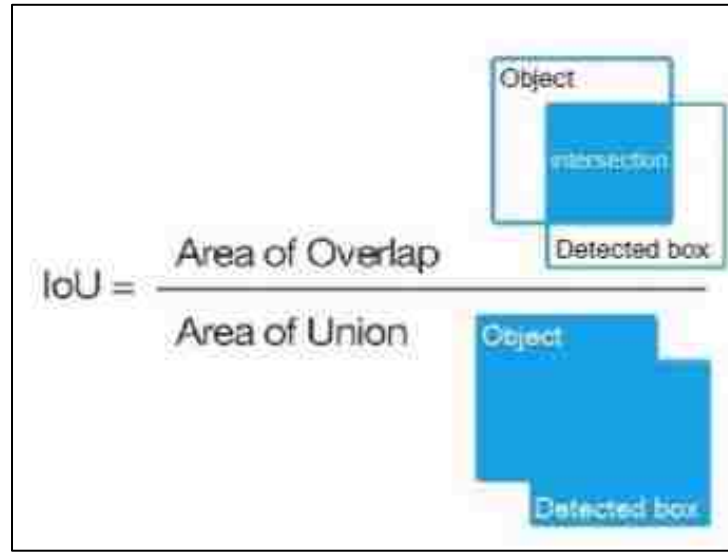 Object
intersection
Detected box
IoU =
Area of Overlap
Area of Union
Object
Detected box